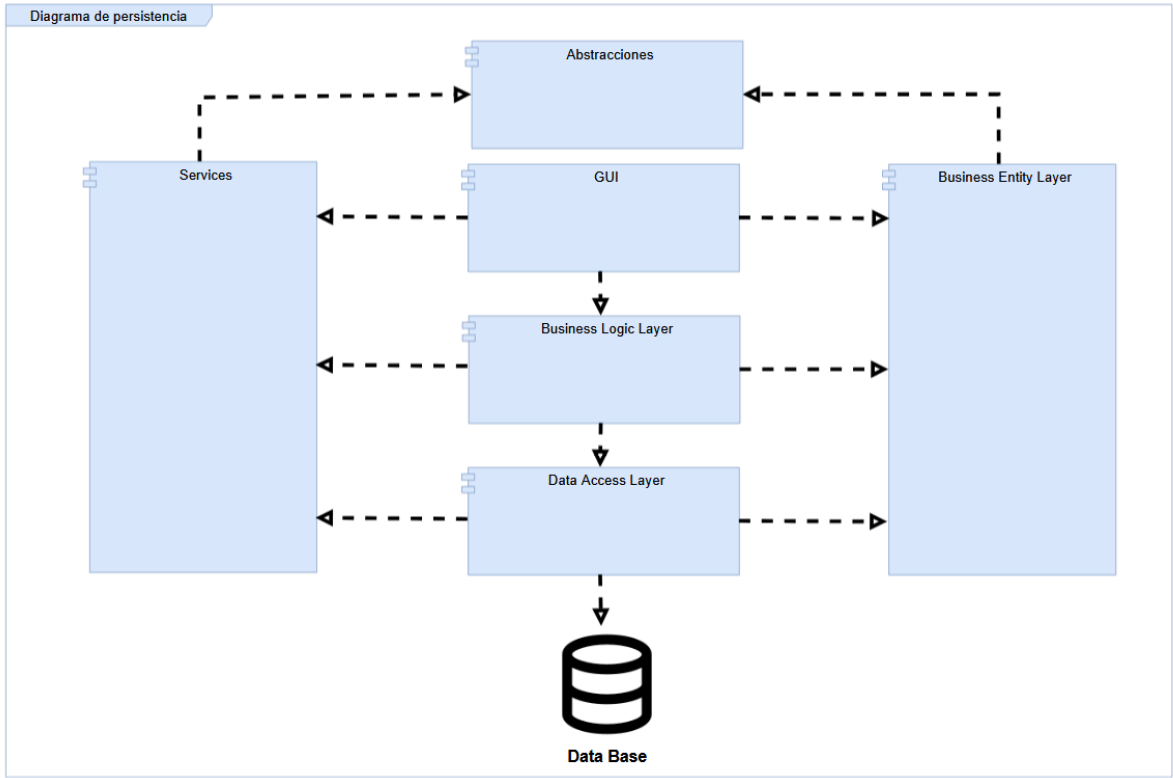 Diagrama de persistencia
Abstracciones
Services
GUI
Business Entity Layer
Business Logic Layer
Data Access Layer
Data Base